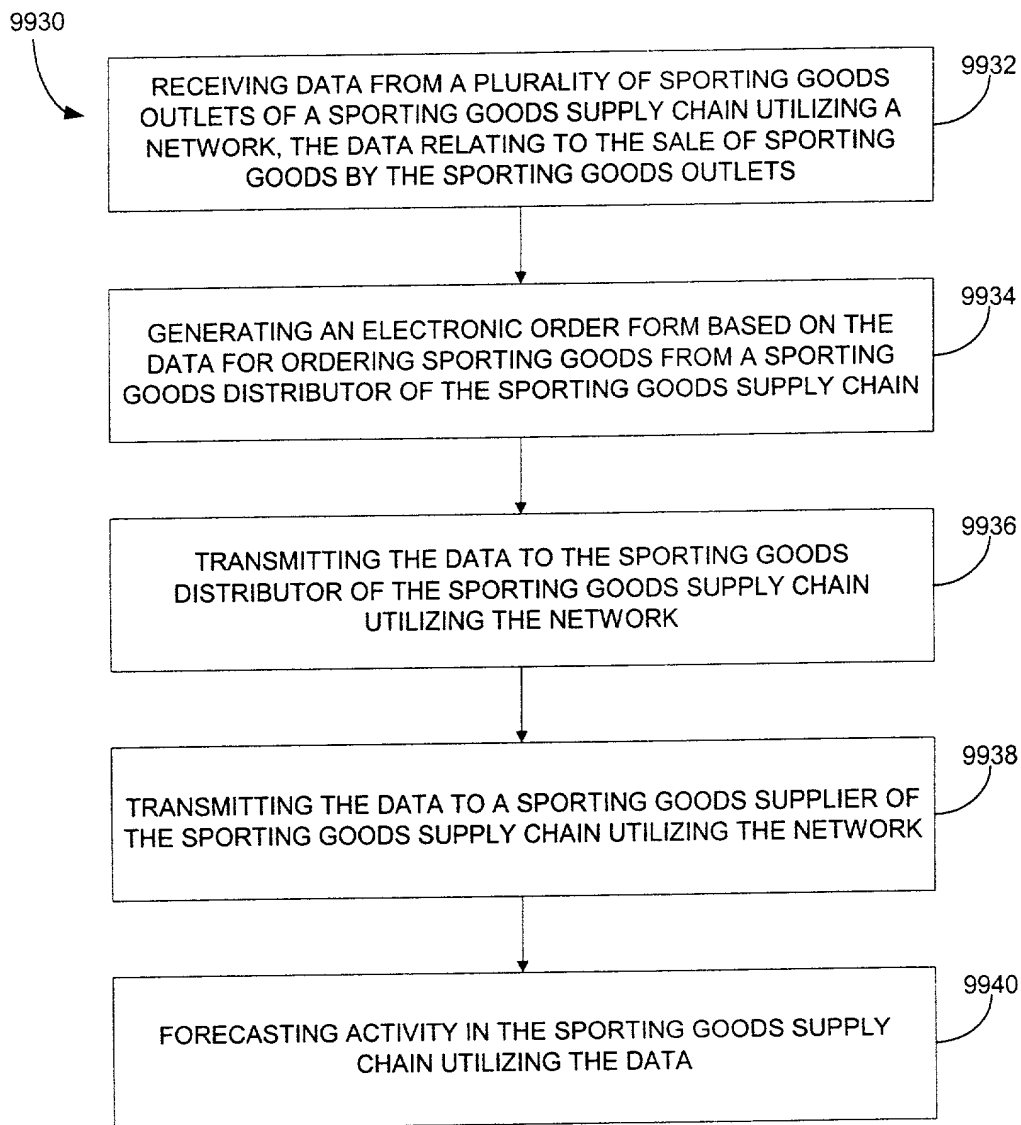 9930
9932
RECEIVING DATA FROM A PLURALITY OF SPORTING GOODS
OUTLETS OF A SPORTING GOODS SUPPLY CHAIN UTILIZING A
NETWORK, THE DATA RELATING TO THE SALE OF SPORTING
GOODS BY THE SPORTING GOODS OUTLETS
9934
GENERATING AN ELECTRONIC ORDER FORM BASED ON THE
DATA FOR ORDERING SPORTING GOODS FROM A SPORTING
GOODS DISTRIBUTOR OF THE SPORTING GOODS SUPPLY CHAIN
9936
TRANSMITTING THE DATA TO THE SPORTING GOODS
DISTRIBUTOR OF THE SPORTING GOODS SUPPLY CHAIN
UTILIZING THE NETWORK
9938
TRANSMITTING THE DATA TO A SPORTING GOODS SUPPLIER OF
THE SPORTING GOODS SUPPLY CHAIN UTILIZING THE NETWORK
9940
FORECASTING ACTIVITY IN THE SPORTING GOODS SUPPLY
CHAIN UTILIZING THE DATA